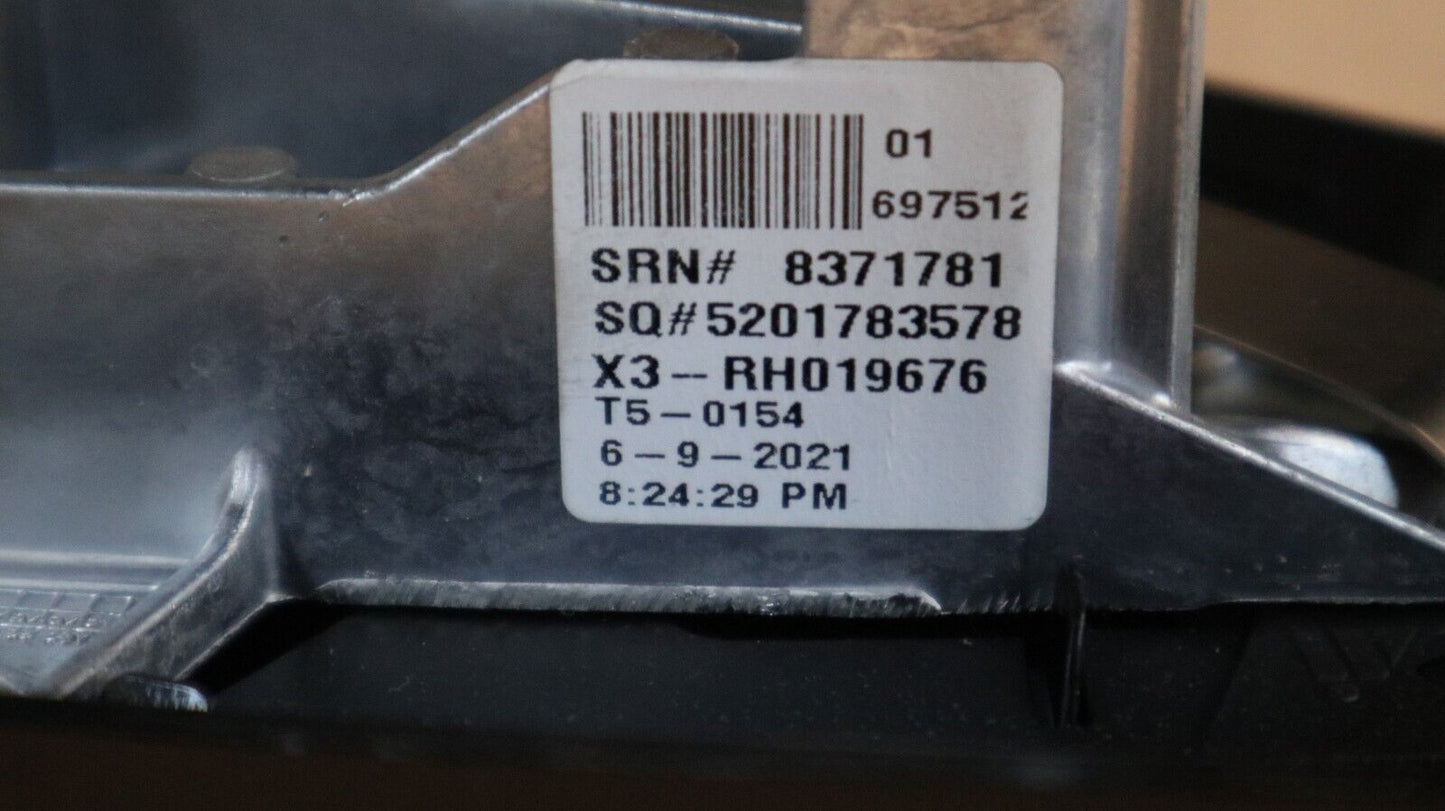 01
697512
SRN# 8371781
SQ#5201783578
X3--RH019676
T5-0154
6-9-2021
8:24:29 PM